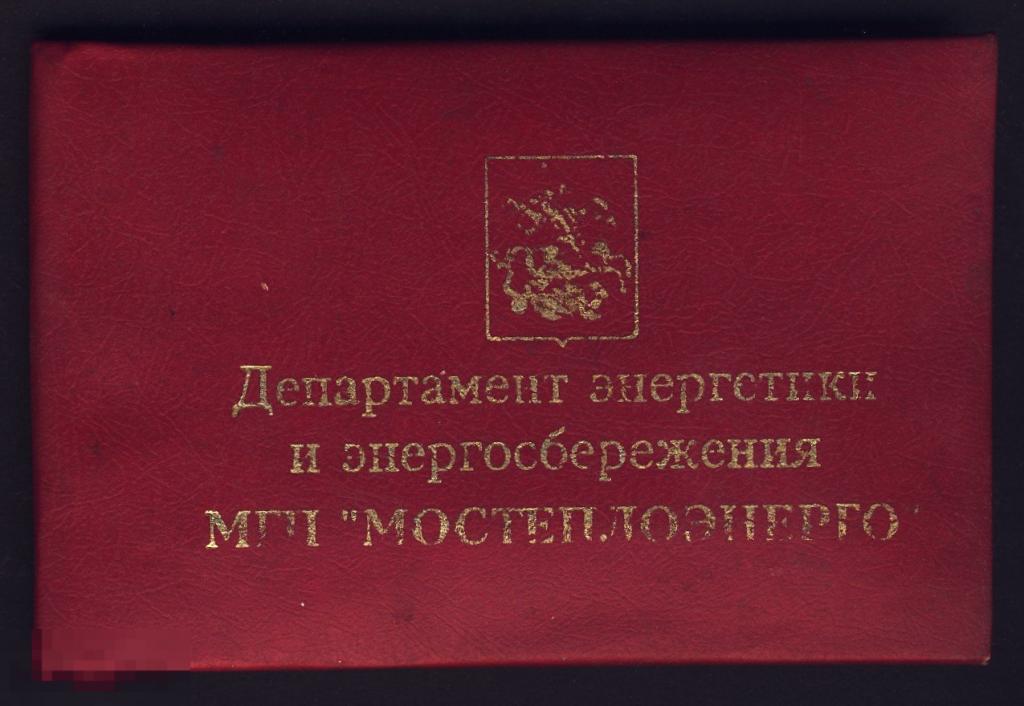 Департамент энергетики
и энергосбережения
МГП "МОСТЕПЛОЭНЕРГО"